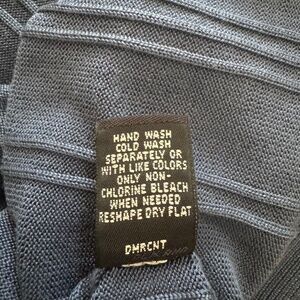 HAND WASH
COLD WASH
SEPARATELY OR
WITH LIKE COLORS
ONLY NON-
CHLORINE BLEACH
WHEN NEEDED
RESHAPE DRY FLAT
DMRCNT